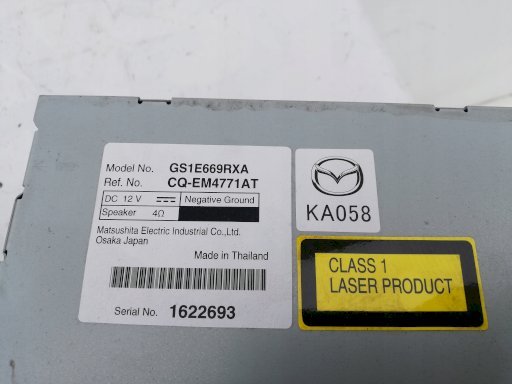 Model No. GS1E669RXA
Ref. No. CQ-EM4771AT
DC 12 V Negative Ground
Speaker 4Ω
Matsushita Electric Industrial Co.,Ltd.
Osaka Japan
Made in Thailand
Serial No. 1622693
KA058
CLASS 1
LASER PRODUCT